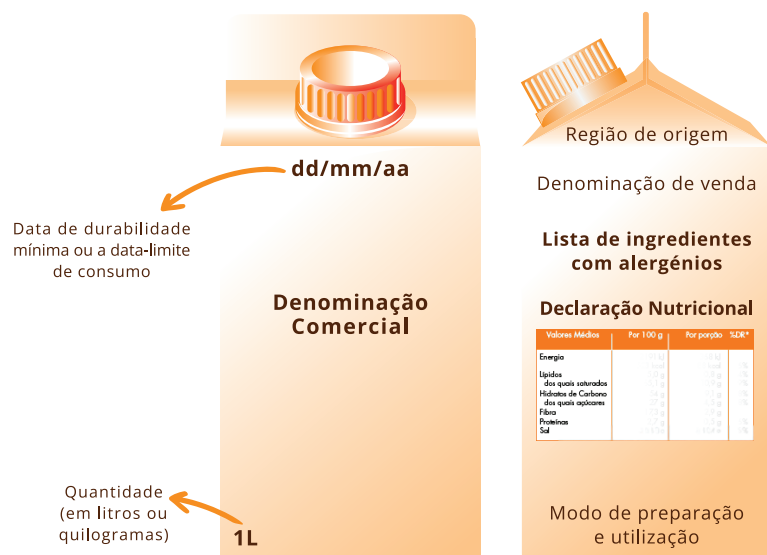 dd/mm/aa
Data de durabilidade
mínima ou a data-limite
de consumo
Denominação
Comercial
Quantidade
(em litros ou
quilogramas)
1L
Região de origem
Denominação de venda
Lista de ingredientes
com alergénios
Declaração Nutricional
Valores Médios Por 100 g Por porção %DR*
Energia
Lípidos
dos quais saturados
Hidratos de Carbono
dos quais açúcares
Fibra
Proteínas
Sal
Modo de preparação
e utilização